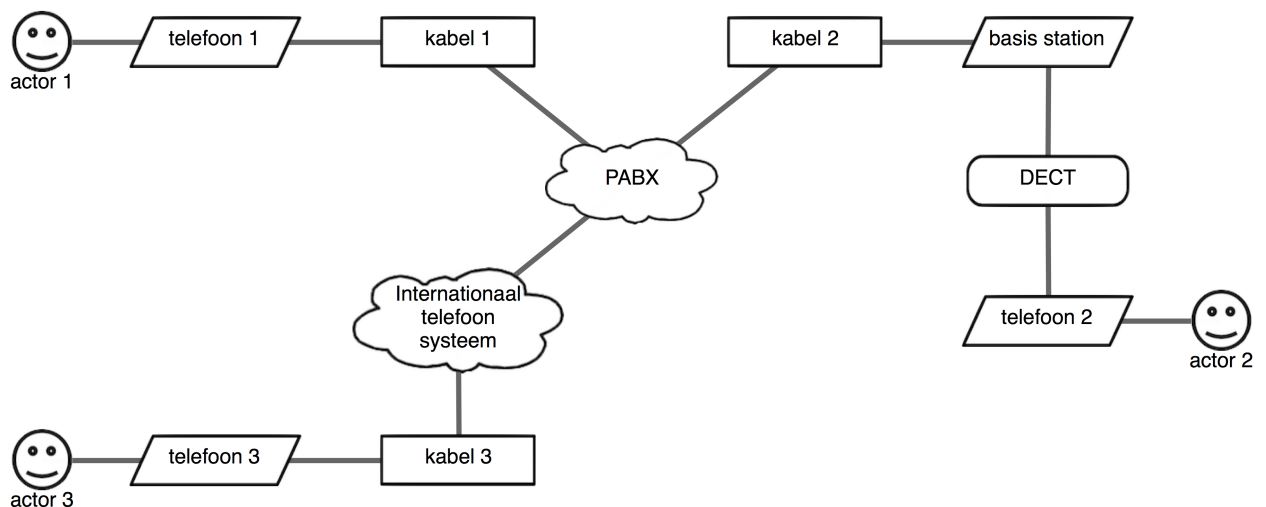 telefoon 1
kabel 1
kabel 2
basis station
actor 1
PABX
DECT
Internationaal
telefoon
systeem
telefoon 2
actor 2
telefoon 3
kabel 3
actor 3